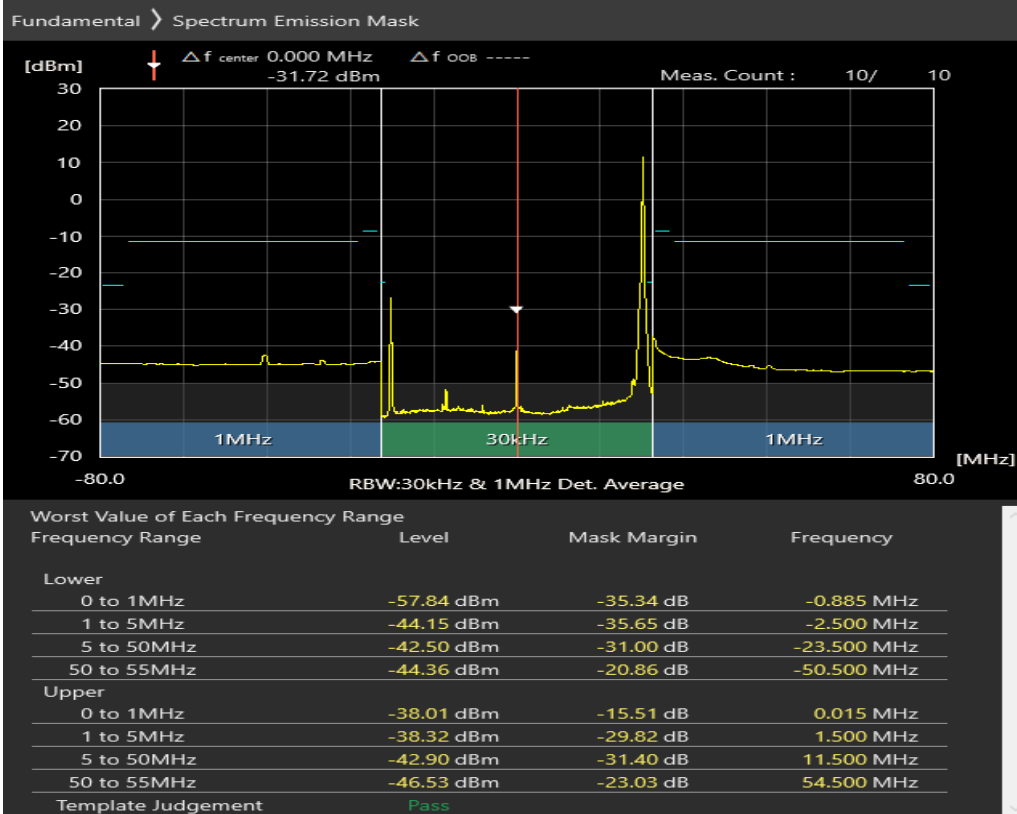 Fundamental 》 Spectrum Emission Mask
△ f center 0.000 MHz △ f OOB -----
[dBm] -31.72 dBm Meas. Count : 10/ 10
30
20
10
0
-10
-20
-30
-40
-50
-60
1MHz 30kHz 1MHz
-70 [MHz]
-80.0 RBW:30kHz & 1MHz Det. Average 80.0
Worst Value of Each Frequency Range
Frequency Range Level Mask Margin Frequency
Lower
0 to 1MHz -57.84 dBm -35.34 dB -0.885 MHz
1 to 5MHz -44.15 dBm -35.65 dB -2.500 MHz
5 to 50MHz -42.50 dBm -31.00 dB -23.500 MHz
50 to 55MHz -44.36 dBm -20.86 dB -50.500 MHz
Upper
0 to 1MHz -38.01 dBm -15.51 dB 0.015 MHz
1 to 5MHz -38.32 dBm -29.82 dB 1.500 MHz
5 to 50MHz -42.90 dBm -31.40 dB 11.500 MHz
50 to 55MHz -46.53 dBm -23.03 dB 54.500 MHz
Template Judgement Pass